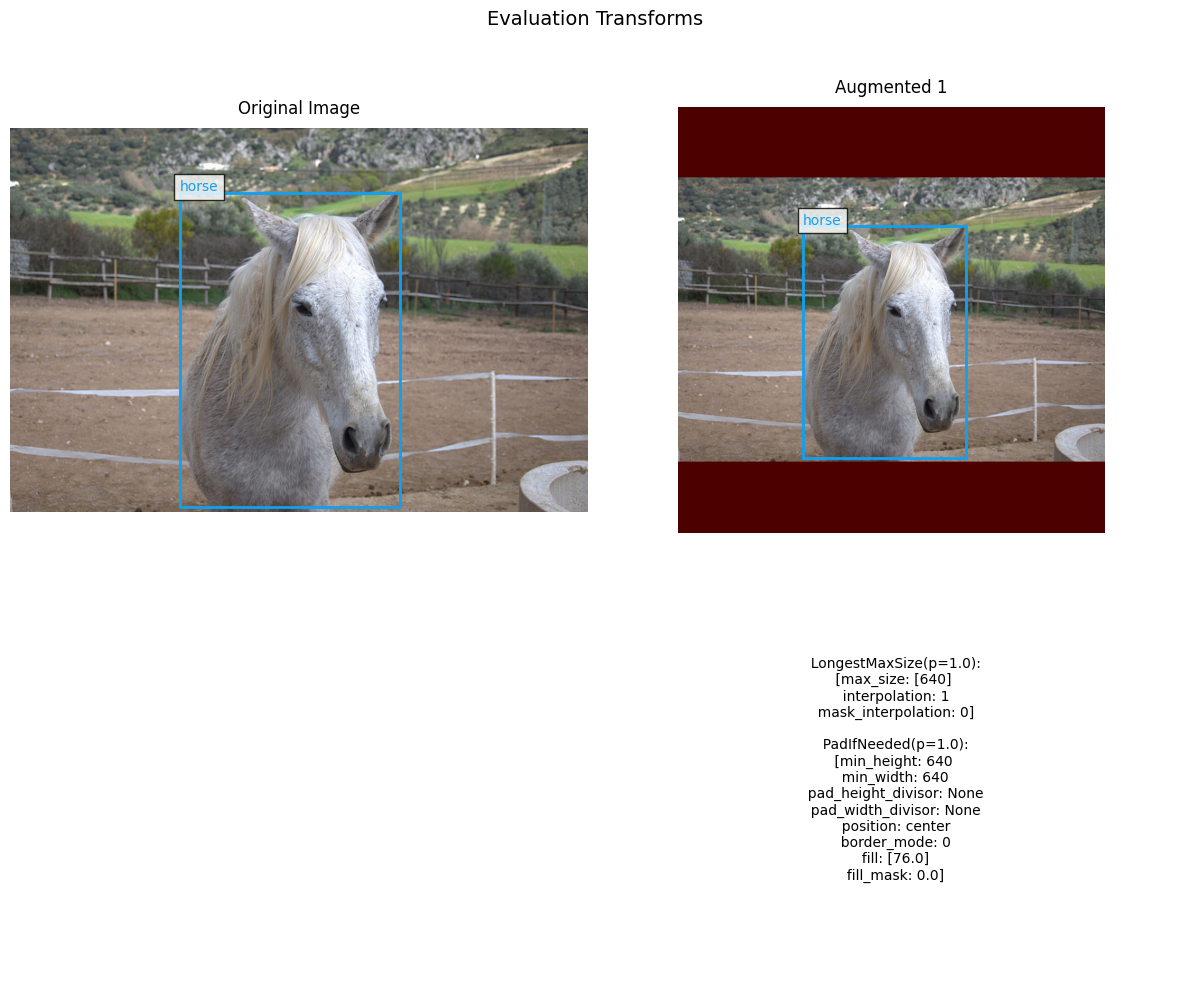 Evaluation Transforms
Original Image
Augmented 1
horse
horse
LongestMaxSize(p=1.0):
[max_size: [640]
interpolation: 1
mask_interpolation: 0]
PadIfNeeded(p=1.0):
[min_height: 640
min_width: 640
pad_height_divisor: None
pad_width_divisor: None
position: center
border_mode: 0
fill: [76.0]
fill_mask: 0.0]